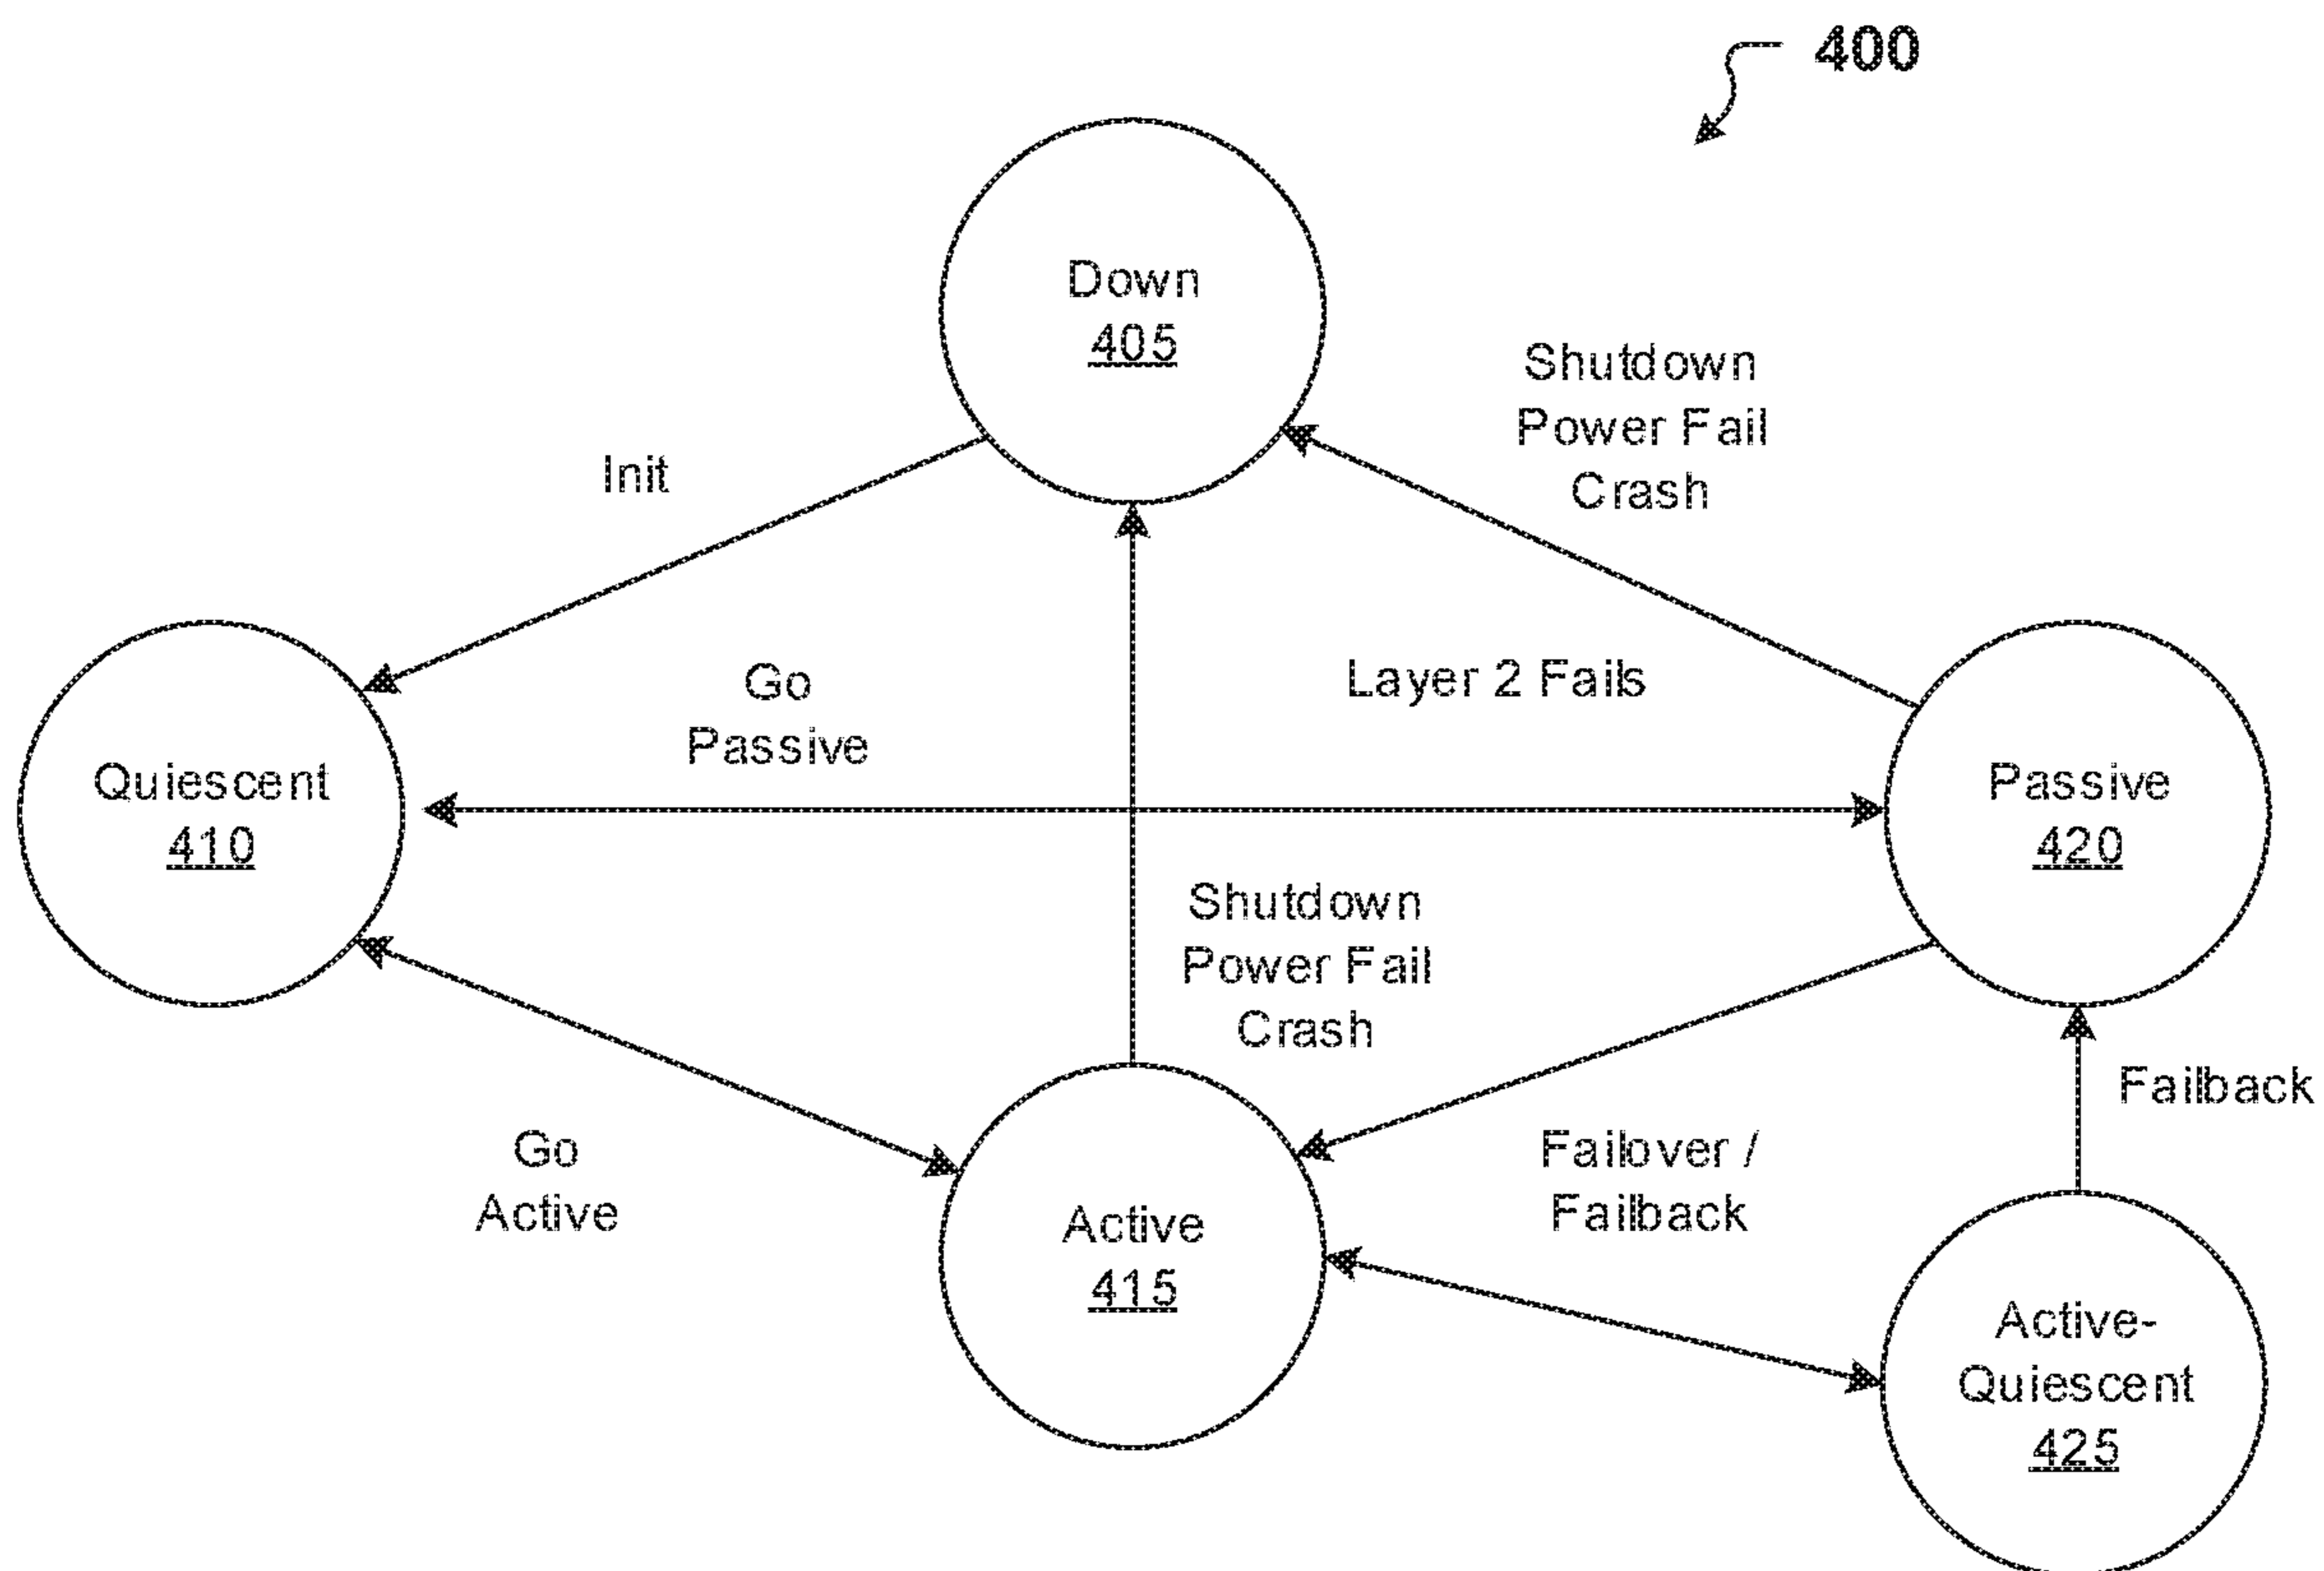 400
Down
405
Shutdown
Power Fail
Crash
Init
Go
Passive
Layer 2 Fails
Quiescent
410
Passive
420
Shutdown
Power Fail
Crash
Failback
Go
Active
Failover /
Failback
Active
415
Active-
Quiescent
425